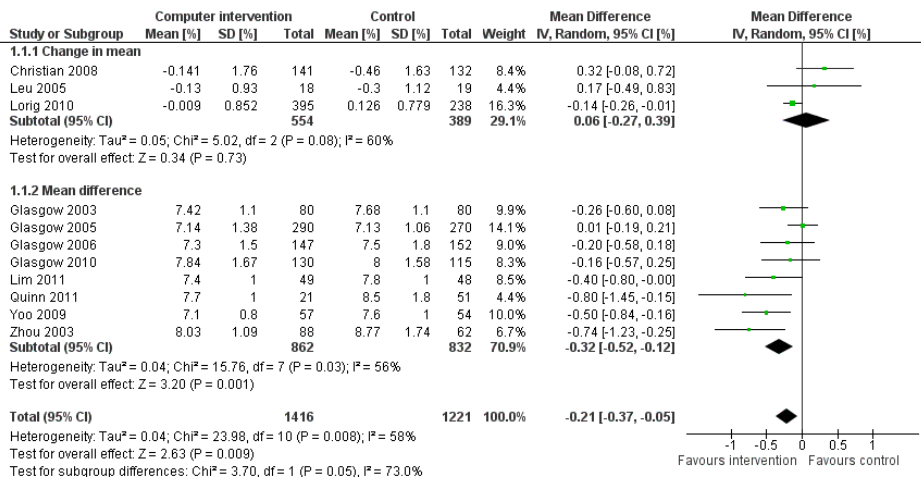 Computer intervention Control Mean Difference Mean Difference
Study or Subgroup Mean [%] SD [%] Total Mean [%] SD [%] Total Weight IV, Random, 95% CI [%] IV, Random, 95% CI [%]
1.1.1 Change in mean
Christian 2008 -0.141 1.76 141 -0.46 1.63 132 8.4% 0.32 [-0.08, 0.72]
Leu 2005 -0.13 0.93 18 -0.3 1.12 19 4.4% 0.17 [-0.49, 0.83]
Lorig 2010 -0.009 0.852 395 0.126 0.779 238 16.3% -0.14 [-0.26, -0.01]
Subtotal (95% CI) 554 389 29.1% 0.06 [-0.27, 0.39]
Heterogeneity: Tau² = 0.05; Chi² = 5.02, df = 2 (P = 0.08); I² = 60%
Test for overall effect: Z = 0.34 (P = 0.73)
1.1.2 Mean difference
Glasgow 2003 7.42 1.1 80 7.68 1.1 80 9.9% -0.26 [-0.60, 0.08]
Glasgow 2005 7.14 1.38 290 7.13 1.06 270 14.1% 0.01 [-0.19, 0.21]
Glasgow 2006 7.3 1.5 147 7.5 1.8 152 9.0% -0.20 [-0.58, 0.18]
Glasgow 2010 7.84 1.67 130 8 1.58 115 8.3% -0.16 [-0.57, 0.25]
Lim 2011 7.4 1 49 7.8 1 48 8.5% -0.40 [-0.80, -0.00]
Quinn 2011 7.7 1 21 8.5 1.8 51 4.4% -0.80 [-1.45, -0.15]
Yoo 2009 7.1 0.8 57 7.6 1 54 10.0% -0.50 [-0.84, -0.16]
Zhou 2003 8.03 1.09 88 8.77 1.74 62 6.7% -0.74 [-1.23, -0.25]
Subtotal (95% CI) 862 832 70.9% -0.32 [-0.52, -0.12]
Heterogeneity: Tau² = 0.04; Chi² = 15.76, df = 7 (P = 0.03); I² = 56%
Test for overall effect: Z = 3.20 (P = 0.001)
Total (95% CI) 1416 1221 100.0% -0.21 [-0.37, -0.05]
Heterogeneity: Tau² = 0.04; Chi² = 23.98, df = 10 (P = 0.008); I² = 58%
Test for overall effect: Z = 2.63 (P = 0.009)
Test for subgroup differences: Chi² = 3.70, df = 1 (P = 0.05), I² = 73.0%
-1 -0.5 0 0.5 1
Favours intervention Favours control